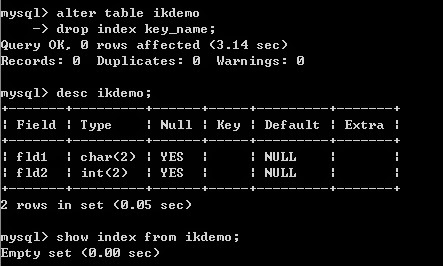 mysql> alter table ikdemo
    -> drop index key_name;
Query OK, 0 rows affected (3.14 sec)
Records: 0  Duplicates: 0  Warnings: 0
mysql> desc ikdemo;
+-------+---------+------+-----+---------+-------+
| Field | Type    | Null | Key | Default | Extra |
+-------+---------+------+-----+---------+-------+
| fld1  | char(2) | YES  |     | NULL    |       |
| fld2  | int(2)  | YES  |     | NULL    |       |
+-------+---------+------+-----+---------+-------+
2 rows in set (0.05 sec)
mysql> show index from ikdemo;
Empty set (0.00 sec)